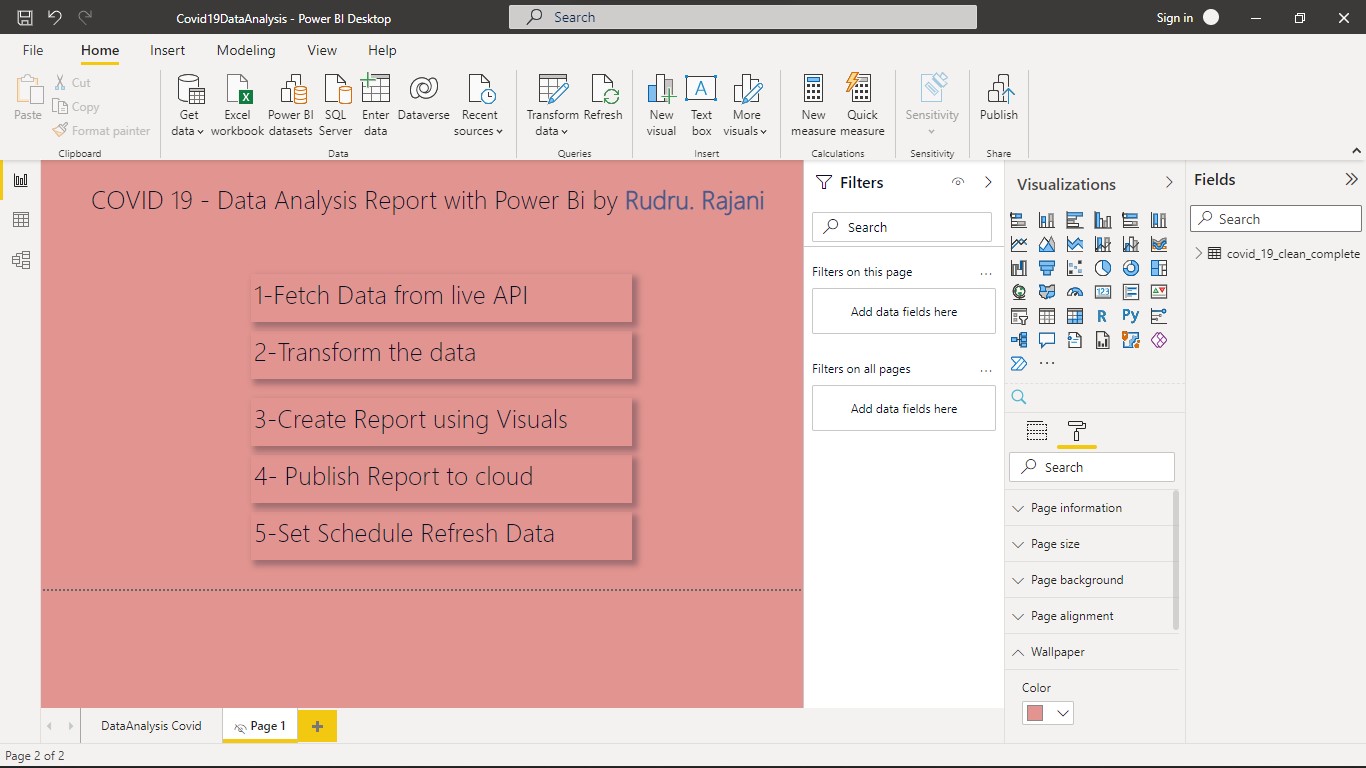 Covid19DataAnalysis - Power BI Desktop
Search
Sign in
File
Home
Insert
Modeling
View
Help
Paste
Cut
Copy
Format painter
Clipboard
Get data
Excel workbook
Power BI datasets
SQL Server
Enter data
Dataverse
Recent sources
Data
Transform data
Refresh
Queries
New visual
Text box
More visuals
Insert
New measure
Quick measure
Calculations
Sensitivity
Sensitivity
Publish
Share
COVID 19 - Data Analysis Report with Power Bi by Rudru. Rajani
1-Fetch Data from live API
2-Transform the data
3-Create Report using Visuals
4- Publish Report to cloud
5-Set Schedule Refresh Data
Filters
Search
Filters on this page
...
Add data fields here
Filters on all pages
...
Add data fields here
Visualizations
123
R
Py
...
Search
Page information
Page size
Page background
Page alignment
Wallpaper
Color
Fields
Search
covid_19_clean_complete
DataAnalysis Covid
Page 1
+
Page 2 of 2